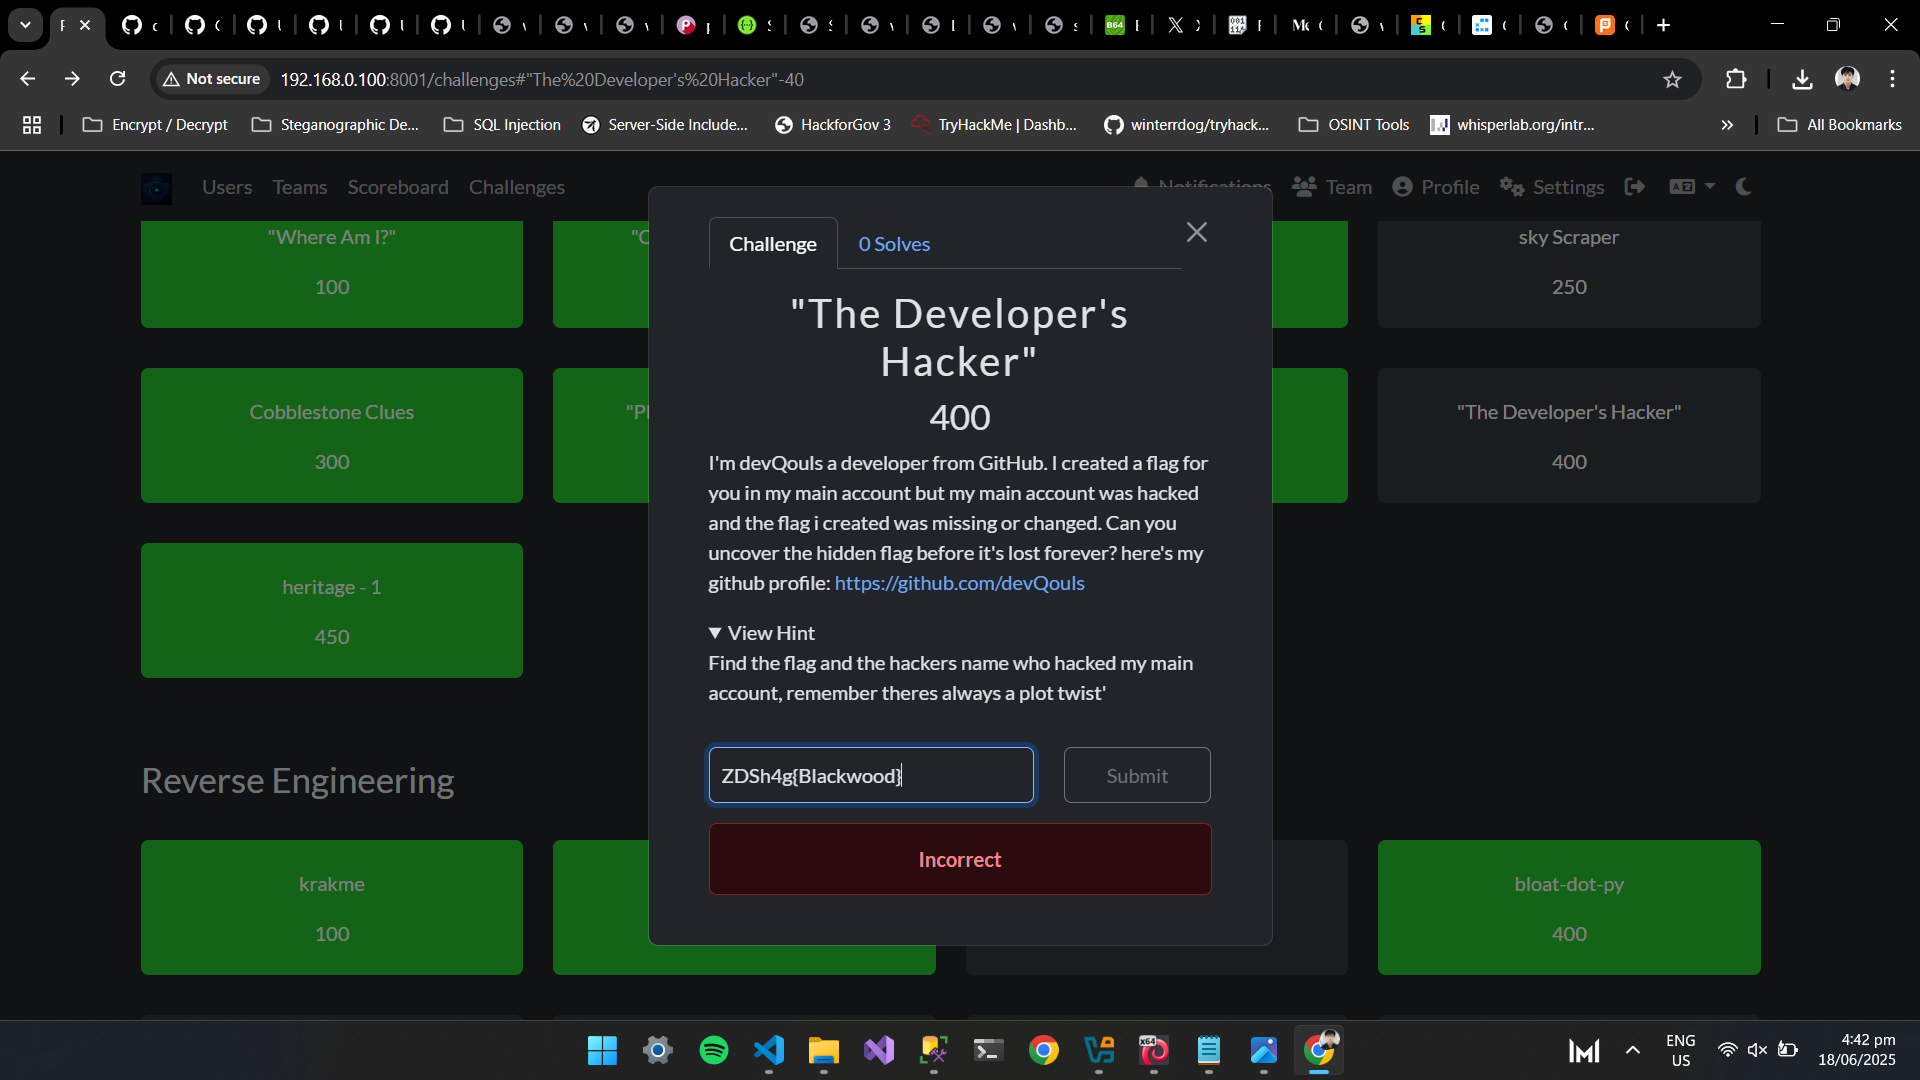 Not secure
192.168.0.100:8001/challenges#"The%20Developer's%20Hacker"-40
Encrypt / Decrypt
Steganographic De...
SQL Injection
Server-Side Include...
HackforGov 3
TryHackMe | Dashb...
winterrdog/tryhack...
OSINT Tools
whisperlab.org/intr...
All Bookmarks
Users
Teams
Scoreboard
Challenges
Notifications
Team
Profile
Settings
"Where Am I?"
100
sky Scraper
250
Challenge
0 Solves
"The Developer's
Hacker"
400
I'm devQouls a developer from GitHub. I created a flag for
you in my main account but my main account was hacked
and the flag i created was missing or changed. Can you
uncover the hidden flag before it's lost forever? here's my
github profile: https://github.com/devQouls
View Hint
Find the flag and the hackers name who hacked my main
account, remember theres always a plot twist'
ZDSh4g{Blackwood}
Submit
Incorrect
Cobblestone Clues
300
"The Developer's Hacker"
400
heritage - 1
450
Reverse Engineering
krakme
100
bloat-dot-py
400
ENG
US
4:42 pm
18/06/2025